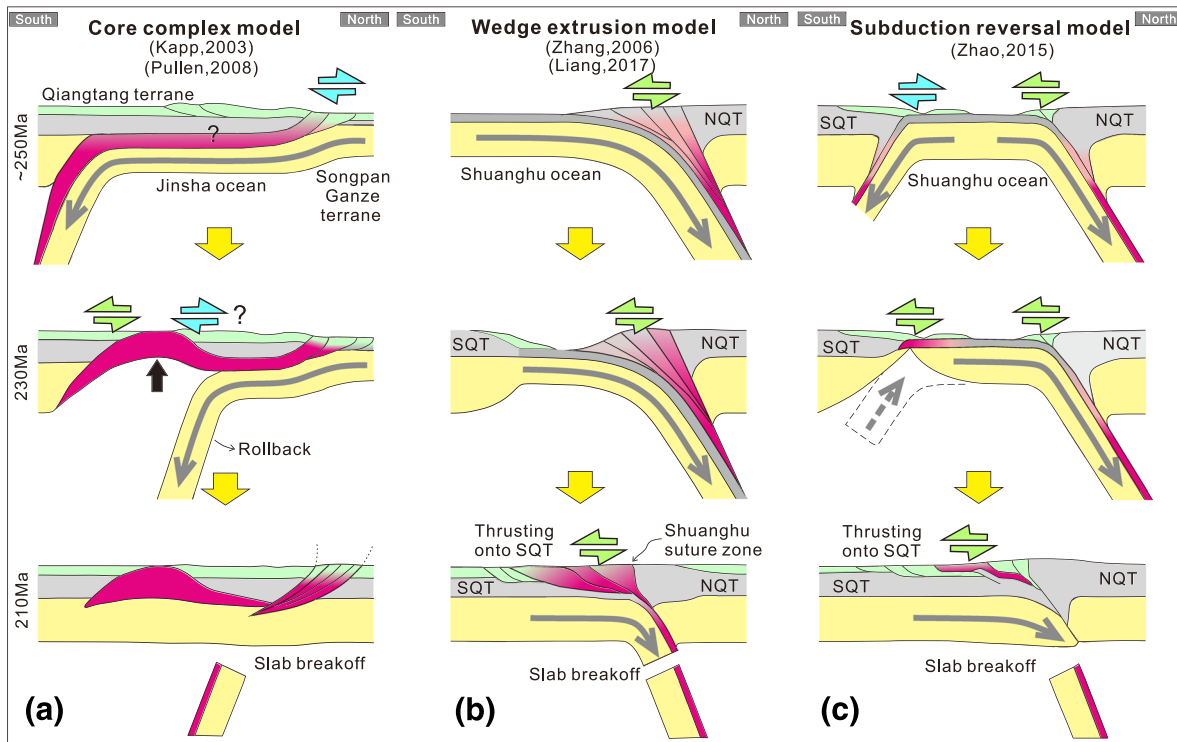 South
North
Core complex model
(Kapp,2003)
(Pullen,2008)
Qiangtang terrane
?
~250Ma
Jinsha ocean
Songpan
Ganze
terrane
?
230Ma
Rollback
210Ma
Slab breakoff
(a)
South
North
Wedge extrusion model
(Zhang,2006)
(Liang,2017)
NQT
Shuanghu ocean
SQT
NQT
Thrusting
onto SQT
Shuanghu
suture zone
SQT
NQT
Slab breakoff
(b)
South
North
Subduction reversal model
(Zhao,2015)
SQT
NQT
Shuanghu ocean
SQT
NQT
Thrusting
onto SQT
SQT
NQT
Slab breakoff
(c)